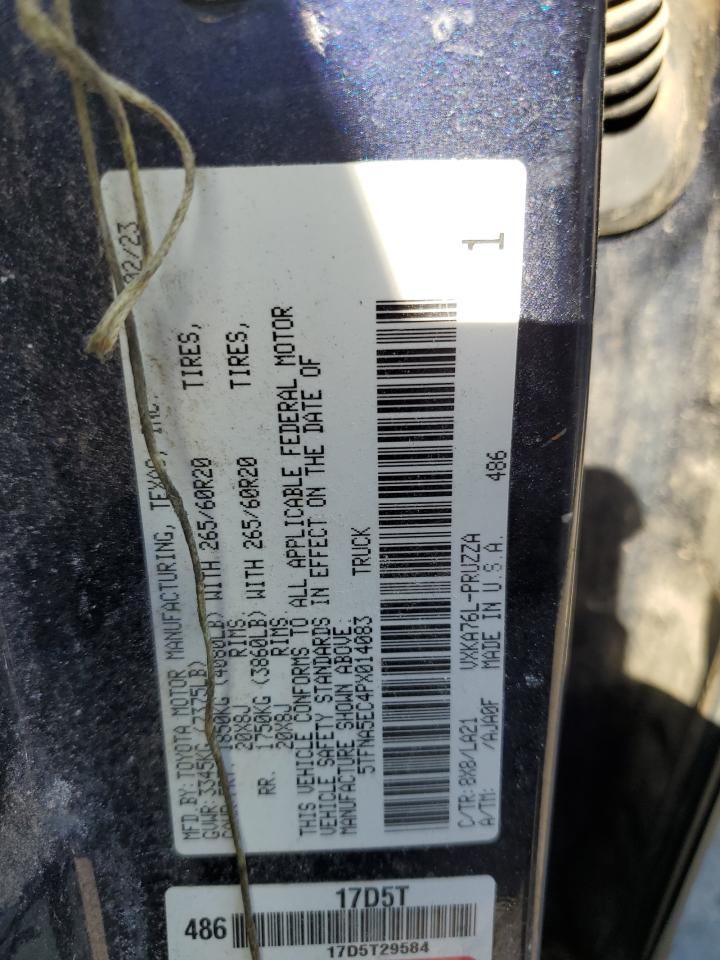 MFD.BY:TOYOTA MOTOR MANUFACTURING, TEXAS, INC. 02/23
GVWR:3345KG 7375LB)
1850KG (4080LB) WITH 265/60R20 TIRES,
20X8J RIMS
RR. 1750KG (3860LB) WITH 265/60R20 TIRES,
20X8J RIMS
THIS VEHICLE CONFORMS TO ALL APPLICABLE FEDERAL MOTOR
VEHICLE SAFETY STANDARDS IN EFFECT ON THE DATE OF
MANUFACTURE SHOWN ABOVE.
5TFNA5EC4PX014083 TRUCK
1
C/TR:8X8/LA21 VXKA76L-PRUZZA
A/TM: /AJA0F MADE IN U.S.A. 486
17D5T
486
17D5T29584